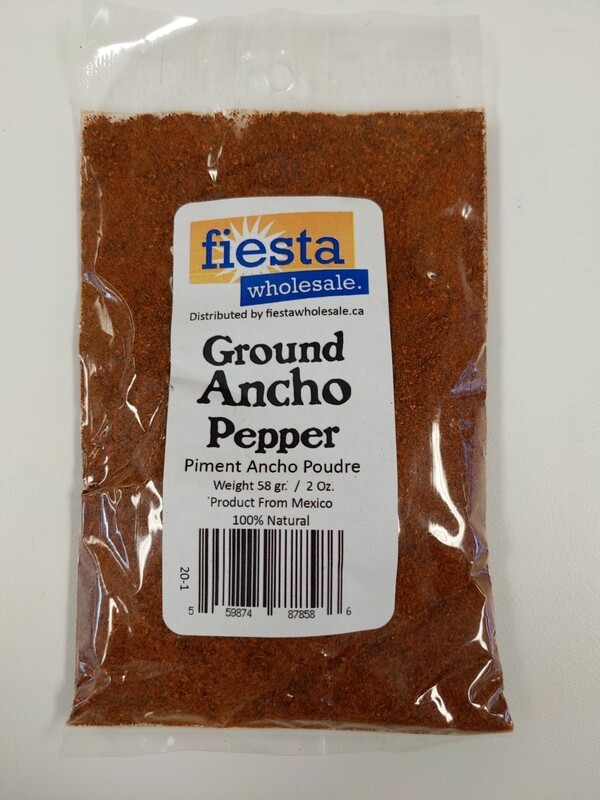 fiesta
wholesale.
Distributed by fiestawholesale.ca
Ground
Ancho
Pepper
Piment Ancho Poudre
Weight 58 gr. / 2 Oz.
Product From Mexico
100% Natural
20-1
5 59874 87858 6